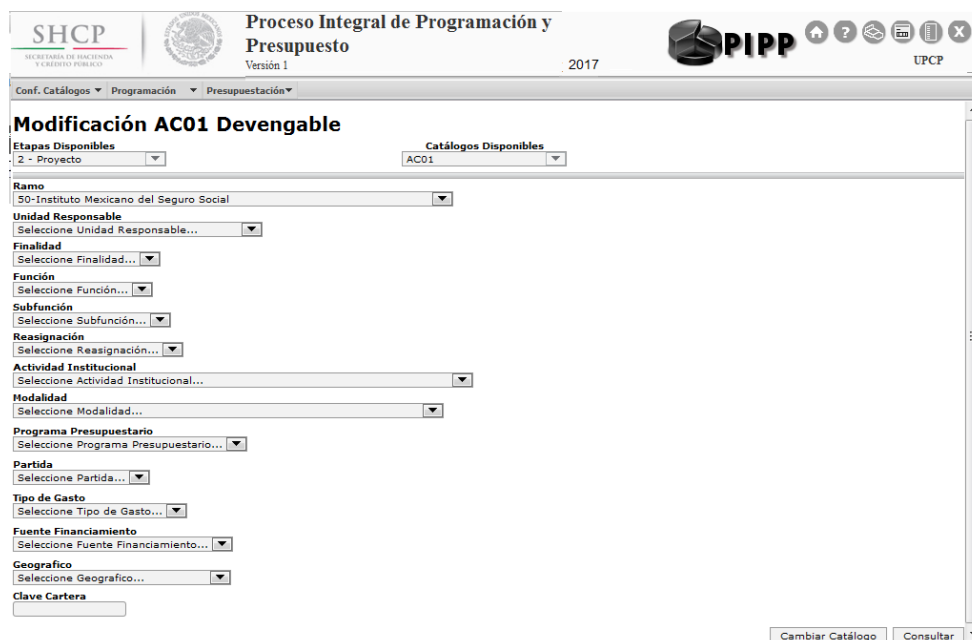 SHCP
SECRETARÍA DE HACIENDA
Y CRÉDITO PÚBLICO
Proceso Integral de Programación y
Presupuesto
Versión 1
2017
PIPP
UPCP
Conf. Catálogos Programación Presupuestación
Modificación AC01 Devengable
Etapas Disponibles
2 - Proyecto
Catálogos Disponibles
AC01
Ramo
50-Instituto Mexicano del Seguro Social
Unidad Responsable
Seleccione Unidad Responsable...
Finalidad
Seleccione Finalidad...
Función
Seleccione Función...
Subfunción
Seleccione Subfunción...
Reasignación
Seleccione Reasignación...
Actividad Institucional
Seleccione Actividad Institucional...
Modalidad
Seleccione Modalidad...
Programa Presupuestario
Seleccione Programa Presupuestario...
Partida
Seleccione Partida...
Tipo de Gasto
Seleccione Tipo de Gasto...
Fuente Financiamiento
Seleccione Fuente Financiamiento...
Geografico
Seleccione Geografico...
Clave Cartera
Cambiar Catálogo Consultar